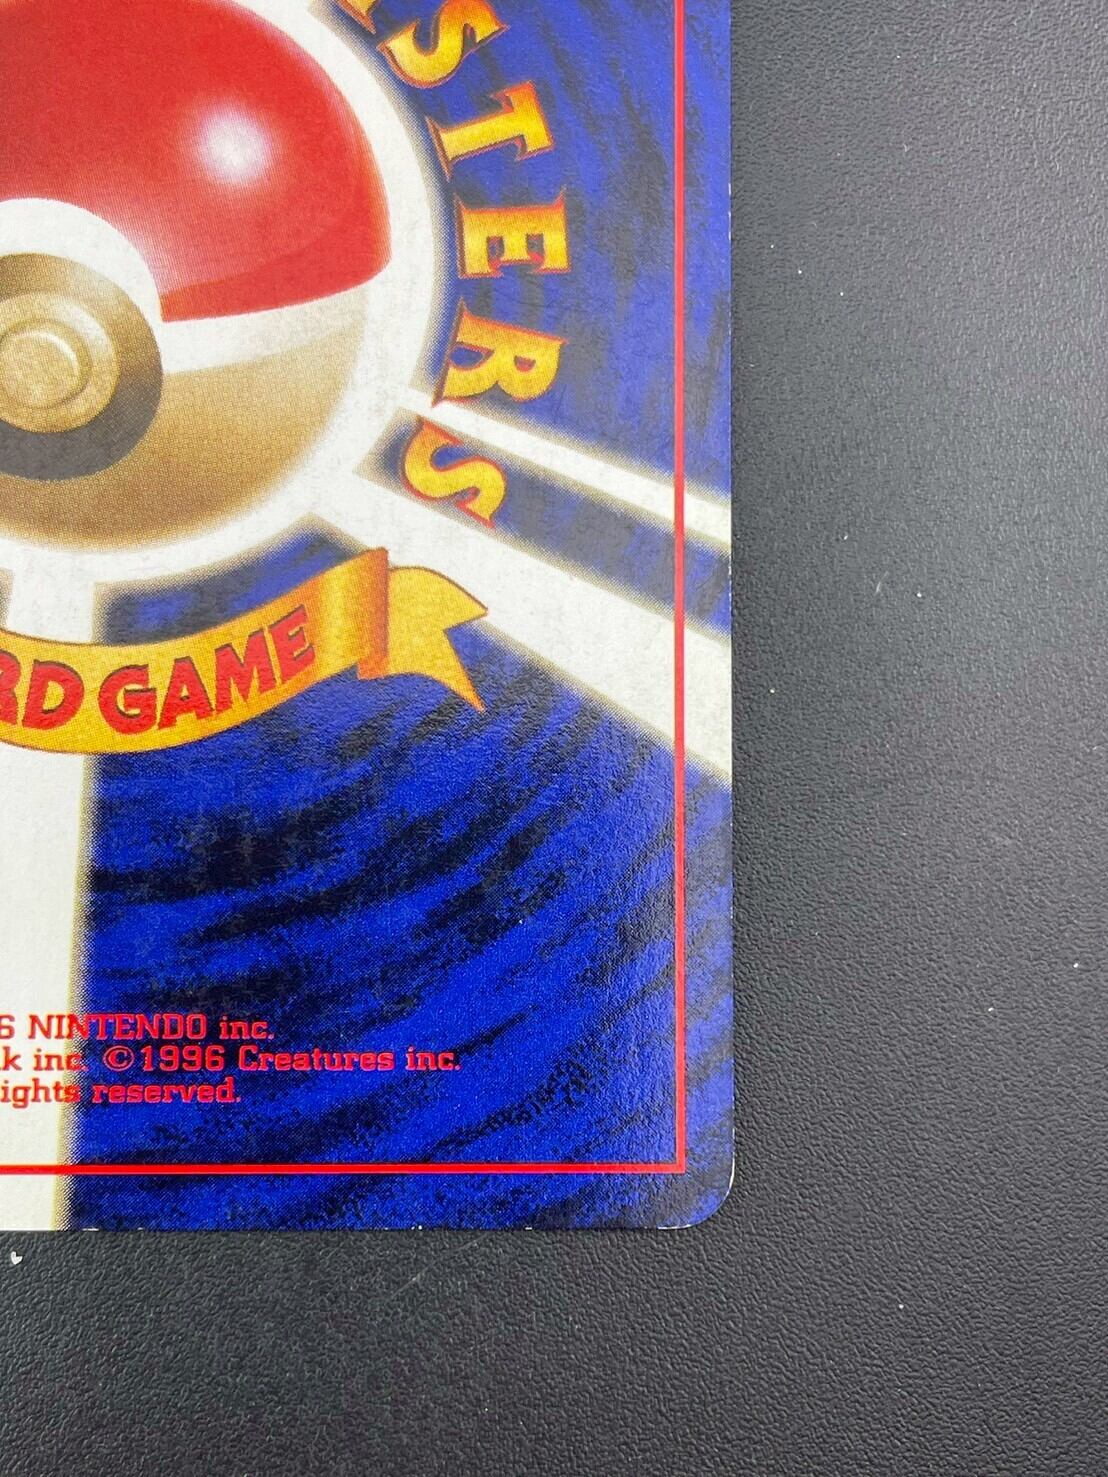 STERS
RD GAME
6 NINTENDO inc.
k inc. ©1996 Creatures inc.
ights reserved.